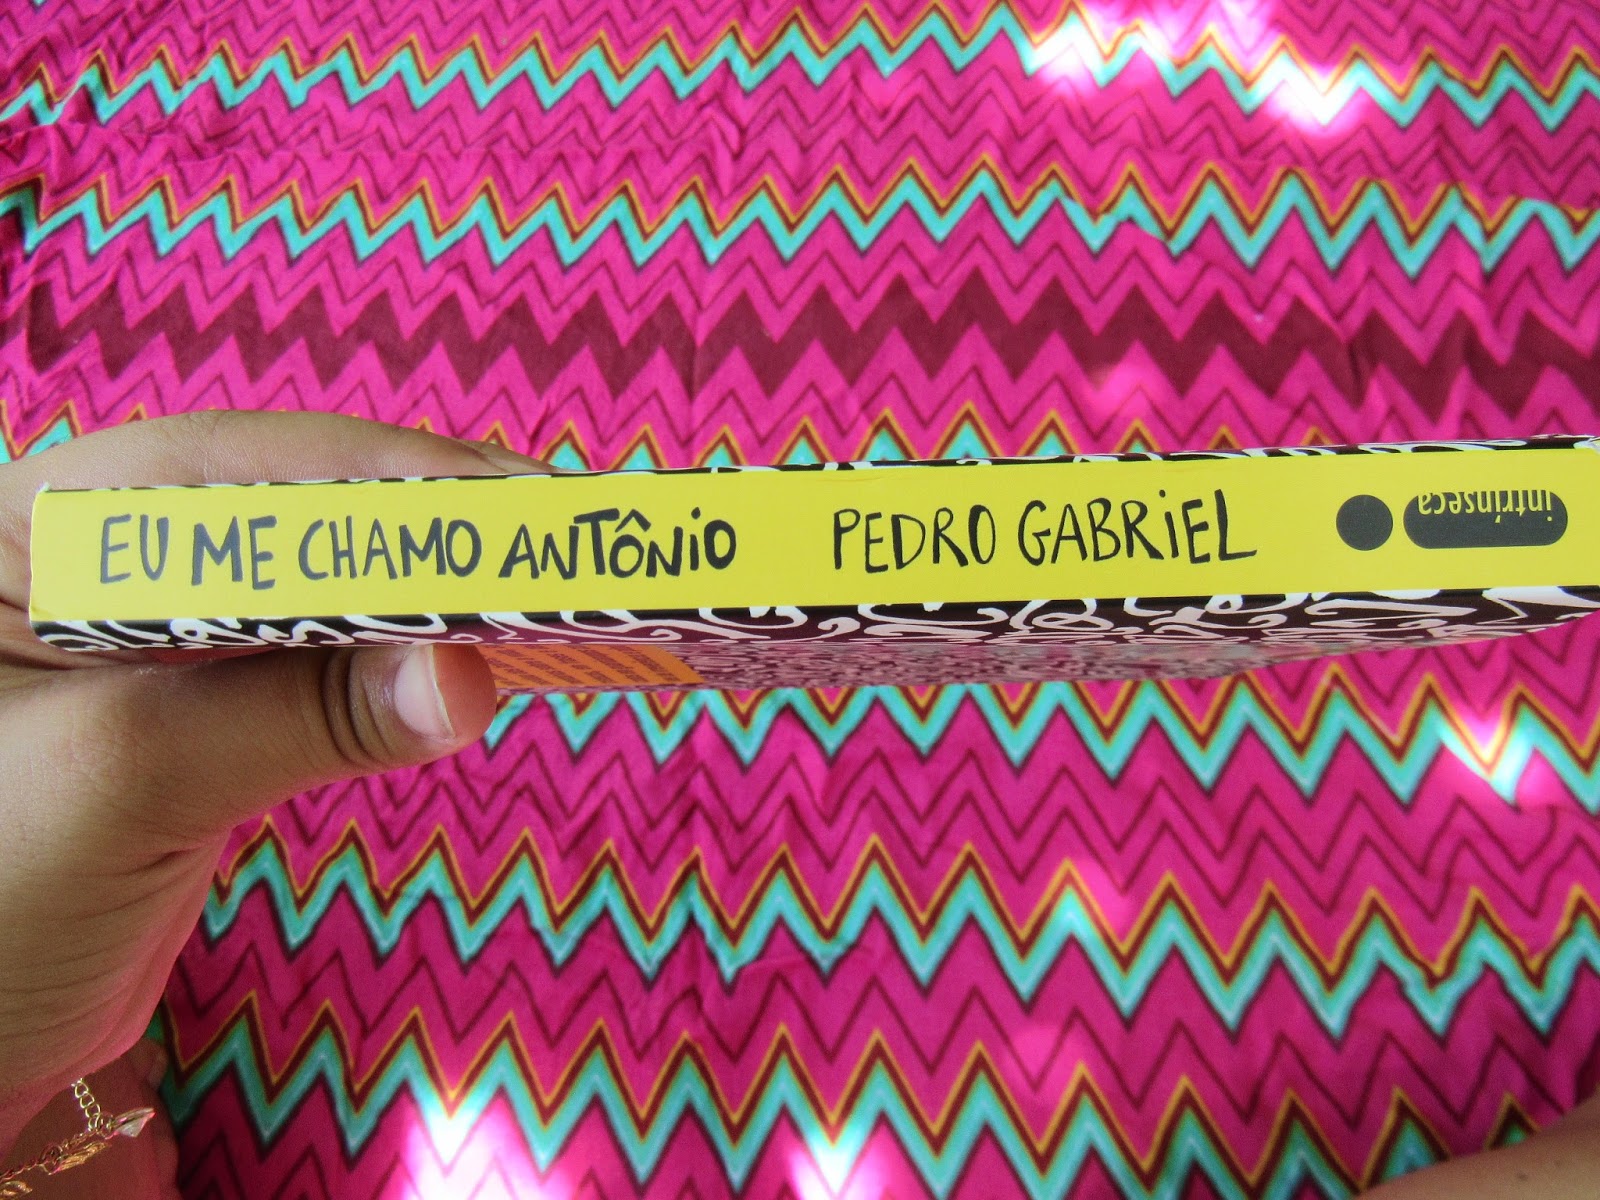 EU ME CHAMO ANTÔNIO PEDRO GABRIEL intrínseca